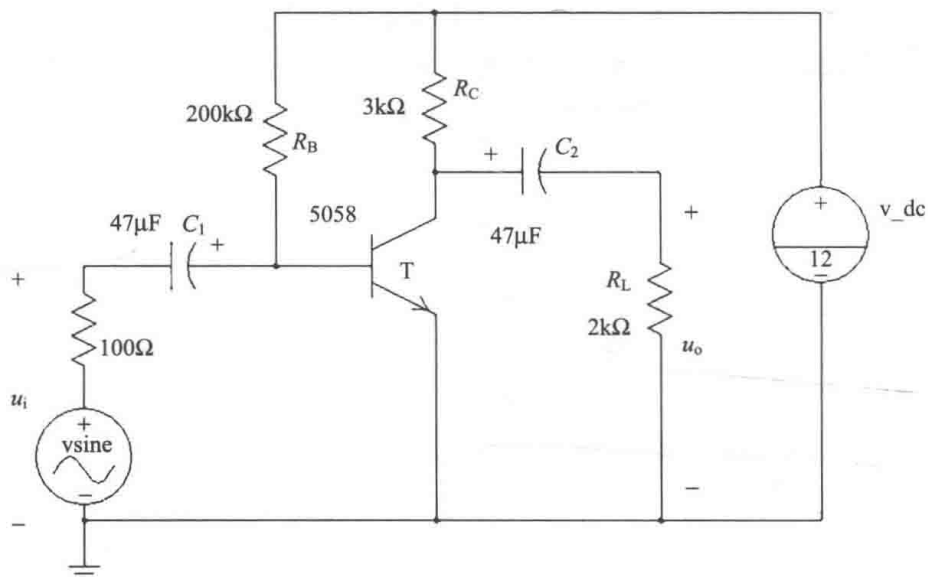 200kΩ
R_B
3kΩ
R_C
+
C_2
47μF
C_1
+
5058
T
47μF
+
R_L
2kΩ
u_o
−
+
v_dc
12
−
+
100Ω
u_i
+
vsine
−
−